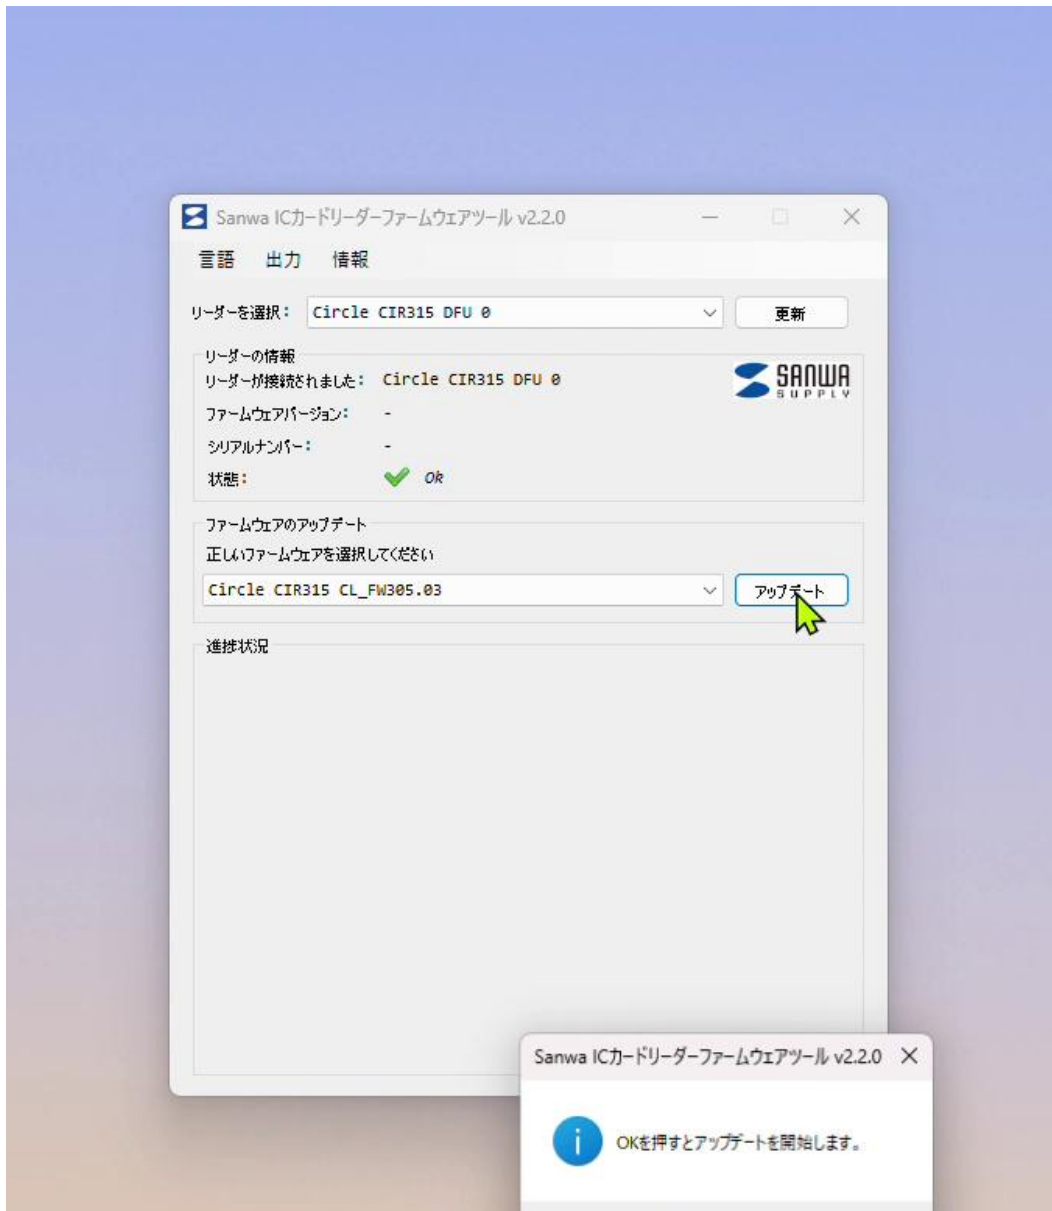 Sanwa ICカードリーダーファームウェアツール v2.2.0
言語 出力 情報
リーダーを選択： Circle CIR315 DFU 0 更新
リーダーの情報
リーダーが接続されました： Circle CIR315 DFU 0
SANWA
SUPPLY
ファームウェアバージョン： -
シリアルナンバー： -
状態： Ok
ファームウェアのアップデート
正しいファームウェアを選択してください
Circle CIR315 CL_FW305.03 アップデート
進捗状況
Sanwa ICカードリーダーファームウェアツール v2.2.0
OKを押すとアップデートを開始します。